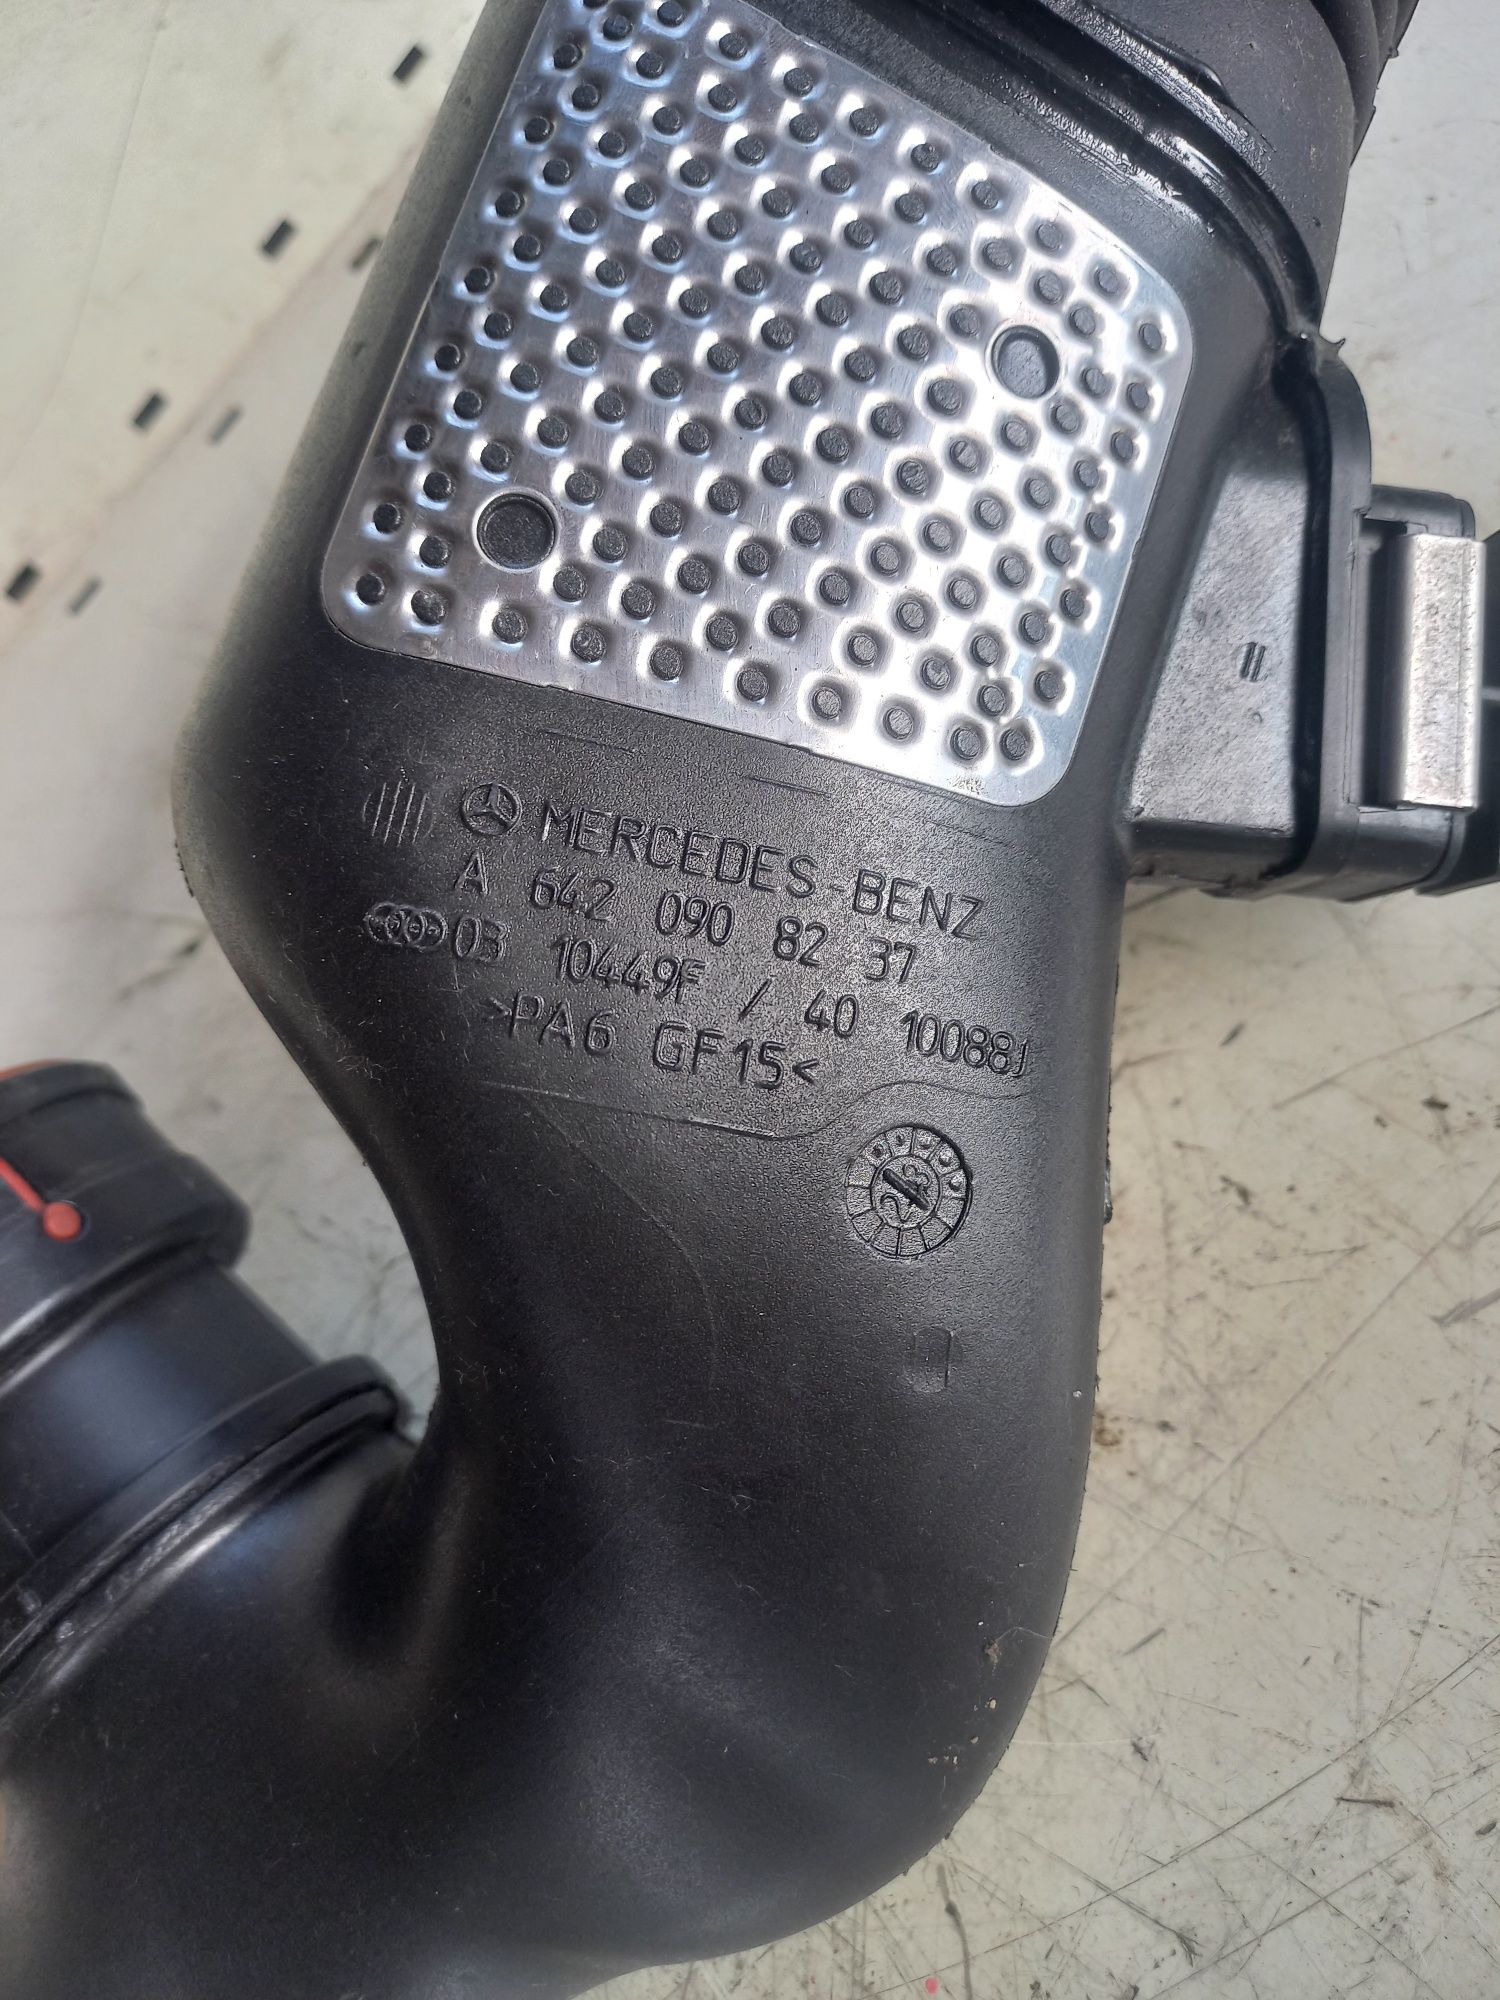 MERCEDES-BENZ
A 642 090 82 37
03 10449F / 40 10088J
>PA6 GF15<